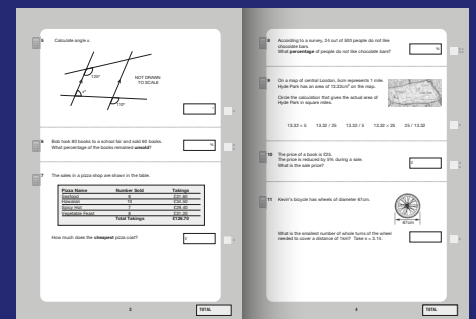 5 Calculate angle x.
125°
x°
110°
NOT DRAWN
TO SCALE
6 Bob took 80 books to a school fair and sold 60 books.
What percentage of the books remained unsold?
%
7 The sales in a pizza shop are shown in the table.
Pizza Name Number Sold Takings
Seafood
Hawaiian
Spicy Hot
Vegetable Feast
Total Takings £126.70
How much does the cheapest pizza cost?
£
3
TOTAL
8 According to a survey, 24 out of 500 people do not like
chocolate bars.
What percentage of people do not like chocolate bars?
%
9 On a map of central London, 5cm represents 1 mile.
Hyde Park has an area of 13.32cm² on the map.
Circle the calculation that gives the actual area of
Hyde Park in square miles.
13.32 × 5 13.32 / 25 13.32 / 5 13.32 × 25 25 / 13.32
10 The price of a book is £25.
The price is reduced by 5% during a sale.
What is the sale price?
£
11 Kevin's bicycle has wheels of diameter 67cm.
67cm
What is the smallest number of whole turns of the wheel
needed to cover a distance of 1km? Take π = 3.14.
4
TOTAL